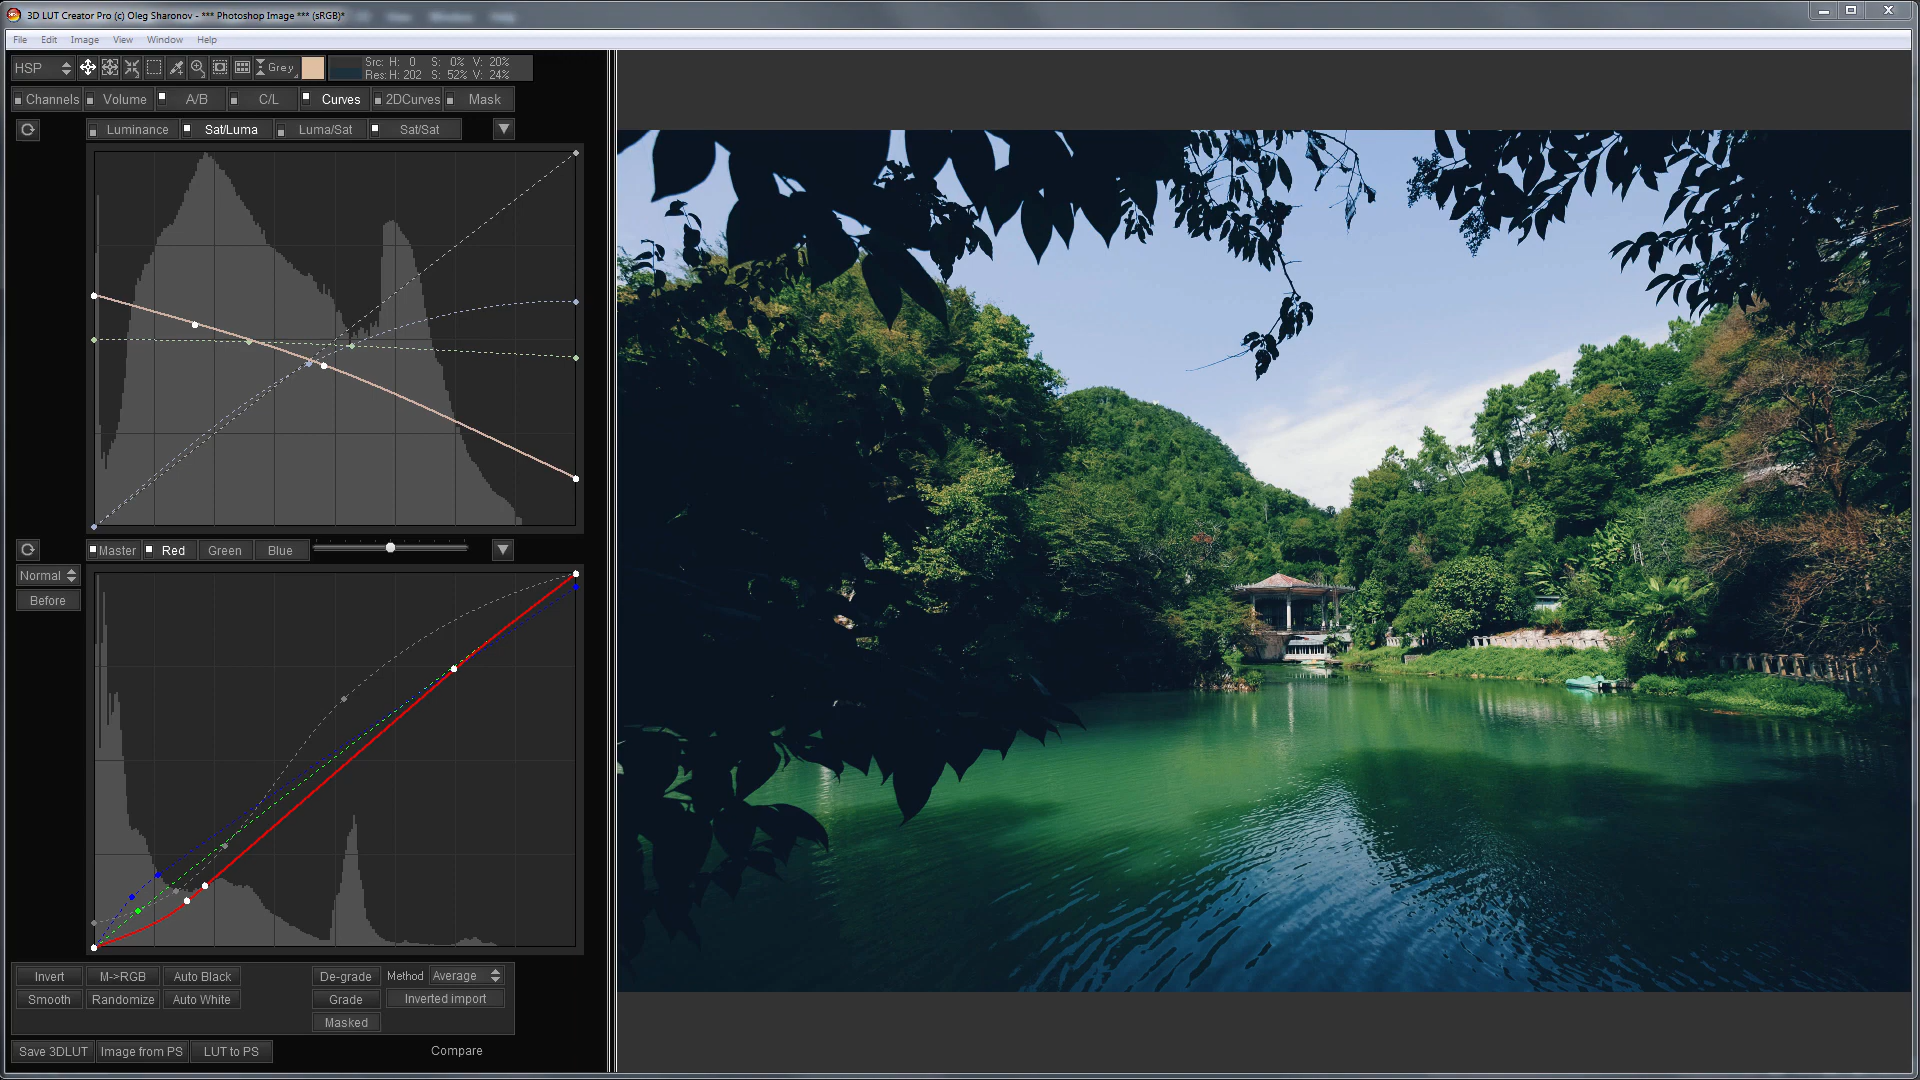 3D LUT Creator Pro (c) Oleg Sharonov - *** Photoshop Image *** (sRGB)*
File Edit Image View Window Help
HSP Grey Src: H: 0 S: 0% V: 20%
Res: H: 202 S: 52% V: 24%
Channels Volume A/B C/L Curves 2DCurves Mask
Luminance Sat/Luma Luma/Sat Sat/Sat
Master Red Green Blue
Normal
Before
Invert M->RGB Auto Black De-grade Method Average
Smooth Randomize Auto White Grade Inverted import
Masked
Save 3DLUT Image from PS LUT to PS Compare